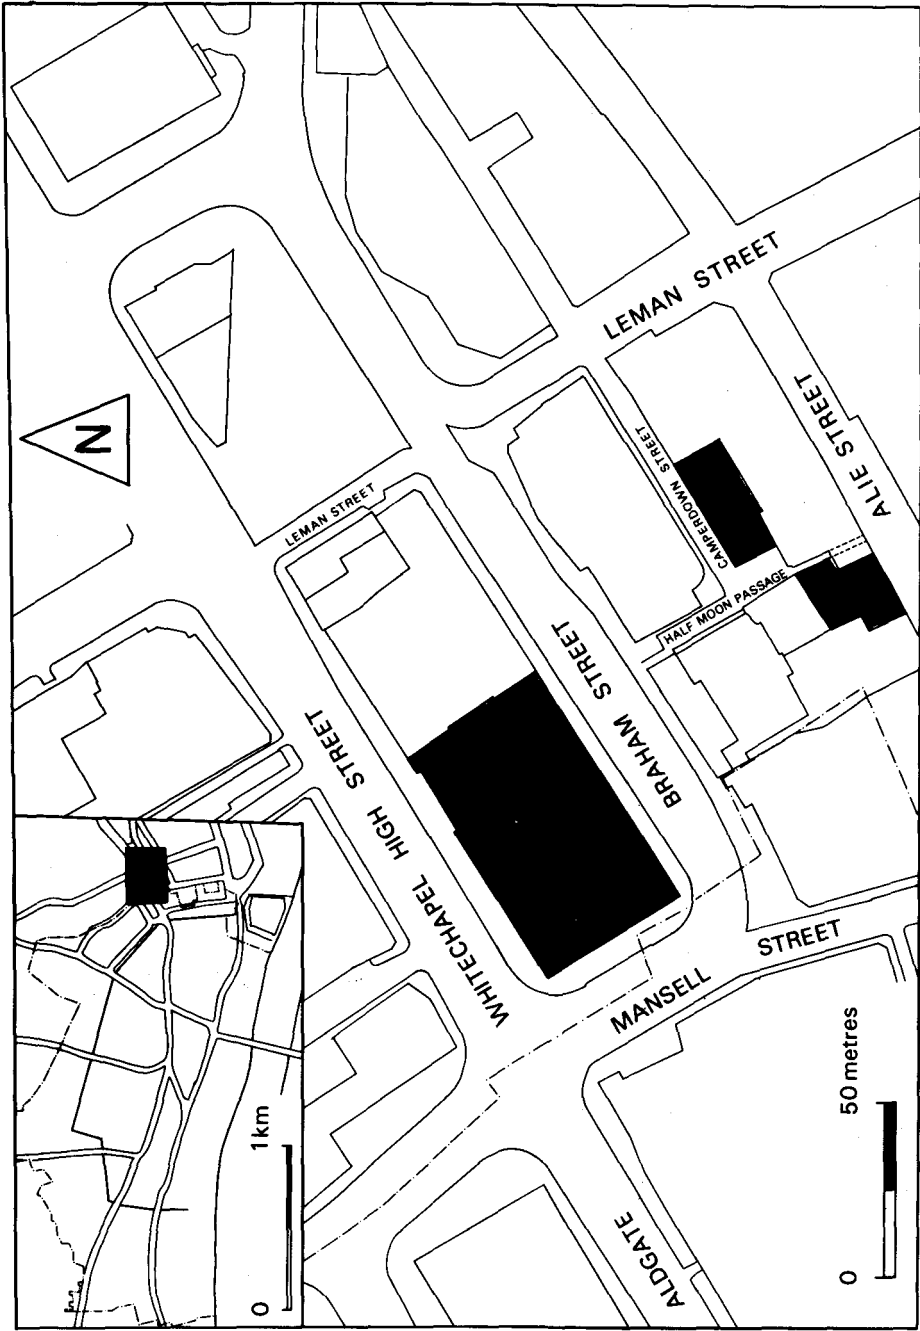 N
LEMAN STREET
LEMAN STREET
CAMPERDOWN STREET
ALIE STREET
HALF MOON PASSAGE
BRAHAM STREET
WHITECHAPEL HIGH STREET
MANSELL STREET
ALDGATE
0 1km
0 50 metres